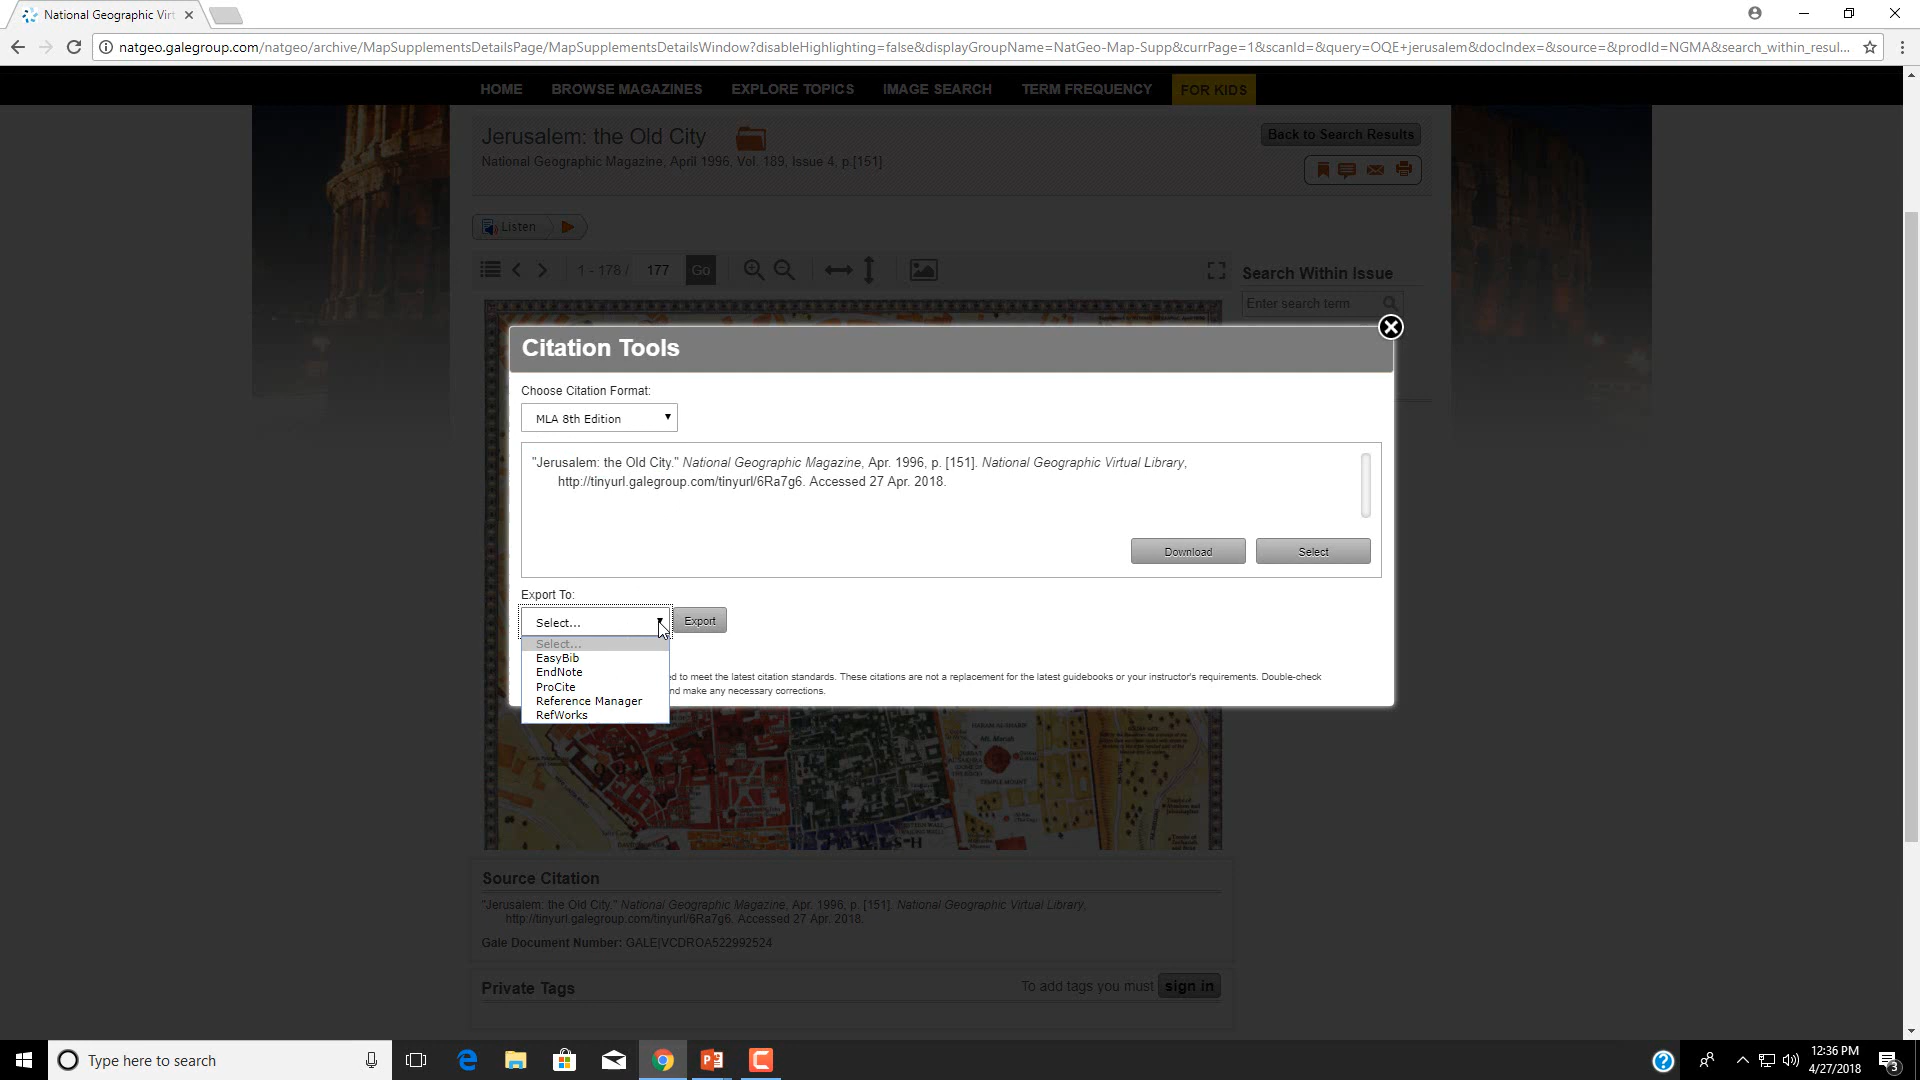 National Geographic Virt
natgeo.galegroup.com/natgeo/archive/MapSupplementsDetailsPage/MapSupplementsDetailsWindow?disableHighlighting=false&displayGroupName=NatGeo-Map-Supp&currPage=1&scanId=&query=OQE+jerusalem&docIndex=&source=&prodId=NGMA&search_within_resul...
HOME BROWSE MAGAZINES EXPLORE TOPICS IMAGE SEARCH TERM FREQUENCY FOR KIDS
Jerusalem: the Old City
Back to Search Results
National Geographic Magazine, April 1996, Vol. 189, Issue 4, p.[151]
Listen
1 - 178 / 177 Go
Search Within Issue
Enter search term
Citation Tools
Choose Citation Format:
MLA 8th Edition
"Jerusalem: the Old City." National Geographic Magazine, Apr. 1996, p. [151]. National Geographic Virtual Library,
http://tinyurl.galegroup.com/tinyurl/6Ra7g6. Accessed 27 Apr. 2018.
Download Select
Export To:
Select... Export
Select...
EasyBib
EndNote
ProCite
Reference Manager
RefWorks
d to meet the latest citation standards. These citations are not a replacement for the latest guidebooks or your instructor's requirements. Double-check
nd make any necessary corrections.
HARAM AL-SHARIF
Mt. Moriah
TEMPLE MOUNT
QUARTER
Source Citation
"Jerusalem: the Old City." National Geographic Magazine, Apr. 1996, p. [151]. National Geographic Virtual Library,
http://tinyurl.galegroup.com/tinyurl/6Ra7g6. Accessed 27 Apr. 2018.
Gale Document Number: GALE|VCDROA522992524
Private Tags
To add tags you must sign in
Type here to search
12:36 PM
4/27/2018
3